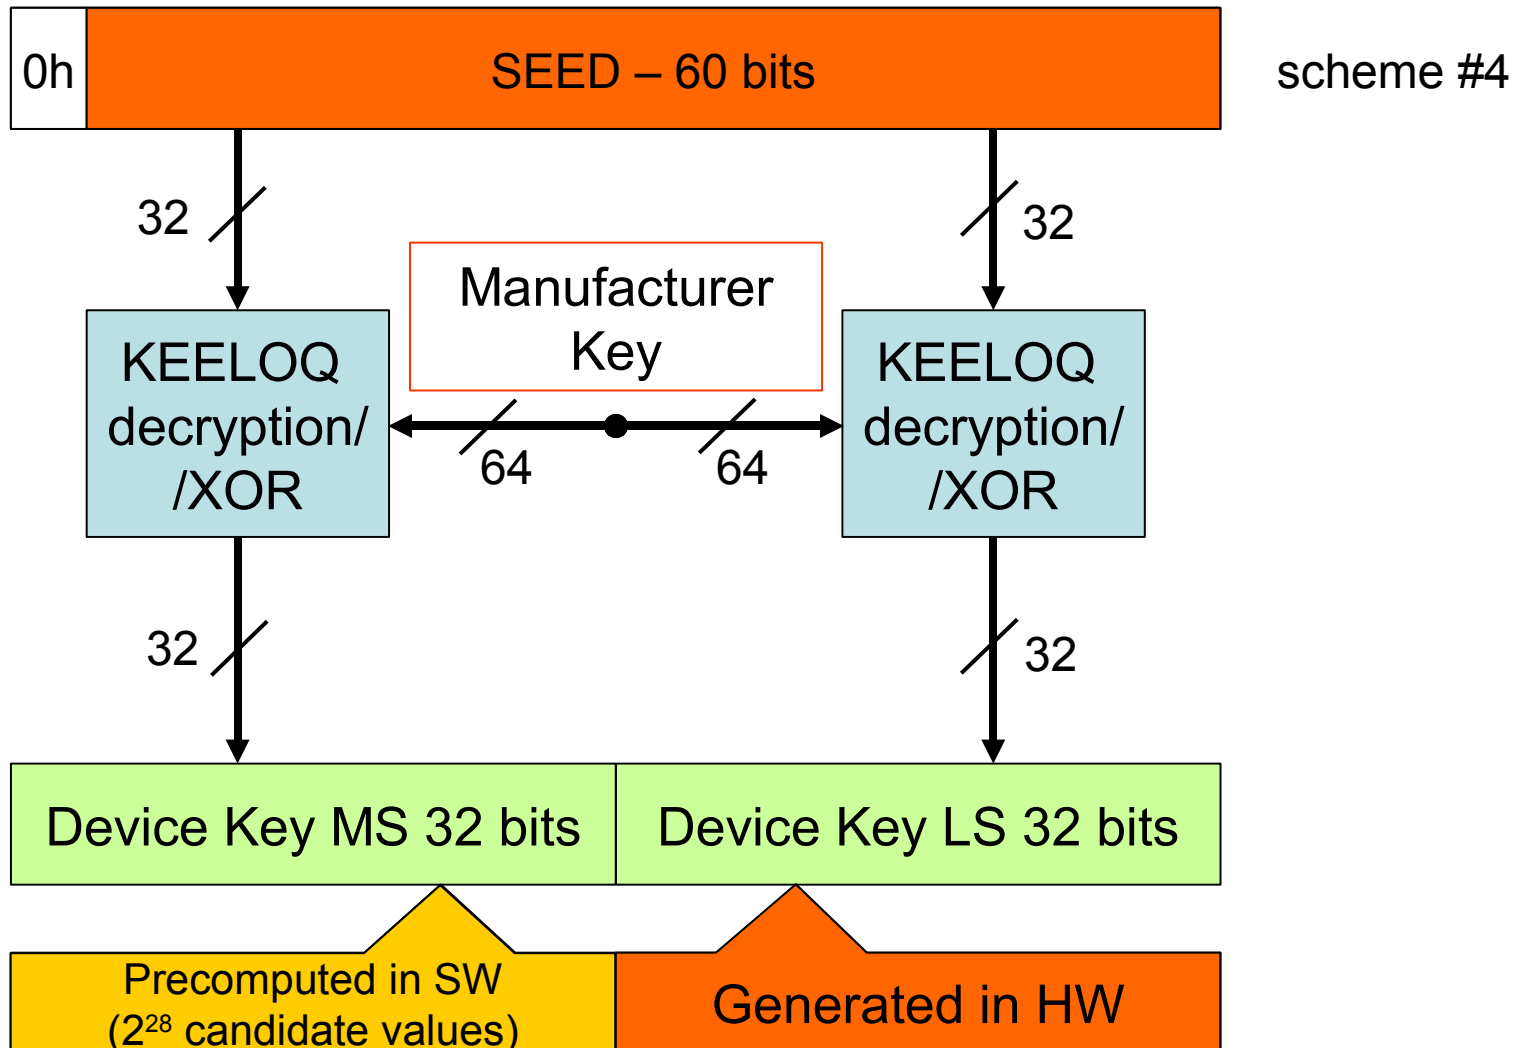 0h
SEED – 60 bits
scheme #4
32
32
Manufacturer
Key
KEELOQ
decryption/
/XOR
KEELOQ
decryption/
/XOR
64
64
32
32
Device Key MS 32 bits
Device Key LS 32 bits
Precomputed in SW
(2²⁸ candidate values)
Generated in HW